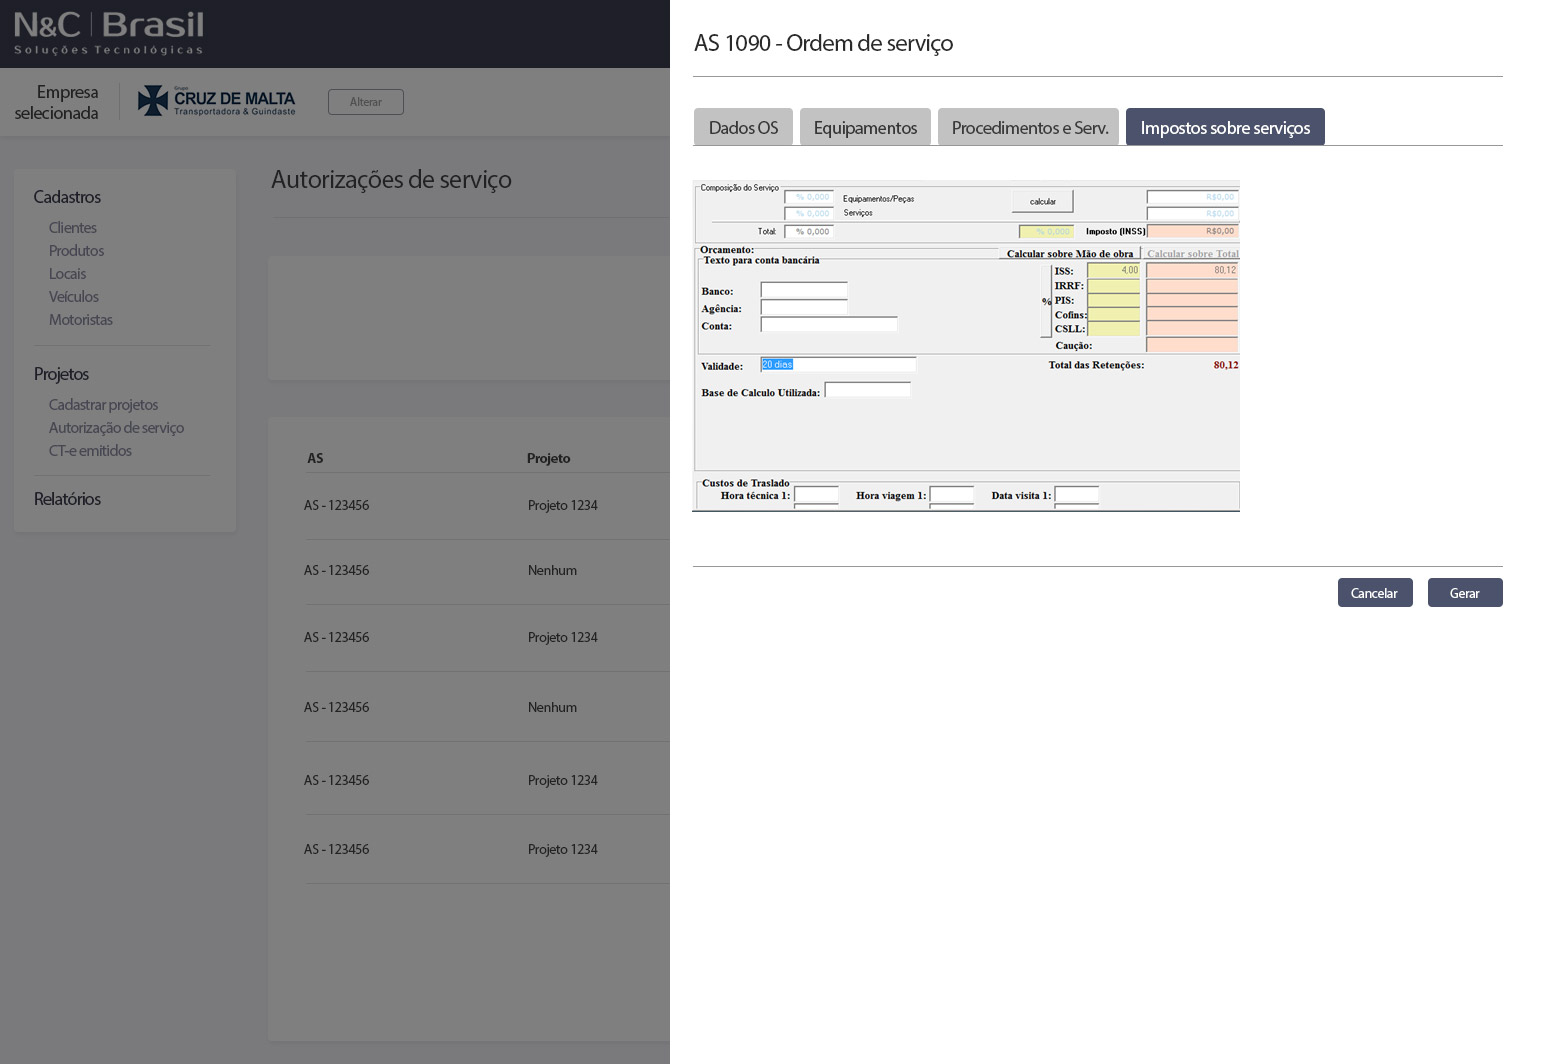 N&C | Brasil
Soluções Tecnológicas
Empresa
selecionada
Grupo
CRUZ DE MALTA
Transportadora & Guindaste
Alterar
Cadastros
Clientes
Produtos
Locais
Veículos
Motoristas
Projetos
Cadastrar projetos
Autorização de serviço
CT-e emitidos
Relatórios
Autorizações de serviço
AS Projeto
AS - 123456 Projeto 1234
AS - 123456 Nenhum
AS - 123456 Projeto 1234
AS - 123456 Nenhum
AS - 123456 Projeto 1234
AS - 123456 Projeto 1234
AS 1090 - Ordem de serviço
Dados OS Equipamentos Procedimentos e Serv. Impostos sobre serviços
Composição do Serviço
% 0,000 Equipamentos/Peças calcular R$0,00
% 0,000 Serviços R$0,00
Total: % 0,000 % 0,000 Imposto (INSS) R$0,00
Orçamento: Calcular sobre Mão de obra Calcular sobre Total
Texto para conta bancária
ISS: 4,00 80,12
Banco: IRRF:
Agência: % PIS:
Cofins:
Conta: CSLL:
Caução:
Validade: 20 dias Total das Retenções: 80,12
Base de Calculo Utilizada:
Custos de Traslado
Hora técnica 1: Hora viagem 1: Data visita 1:
Cancelar Gerar